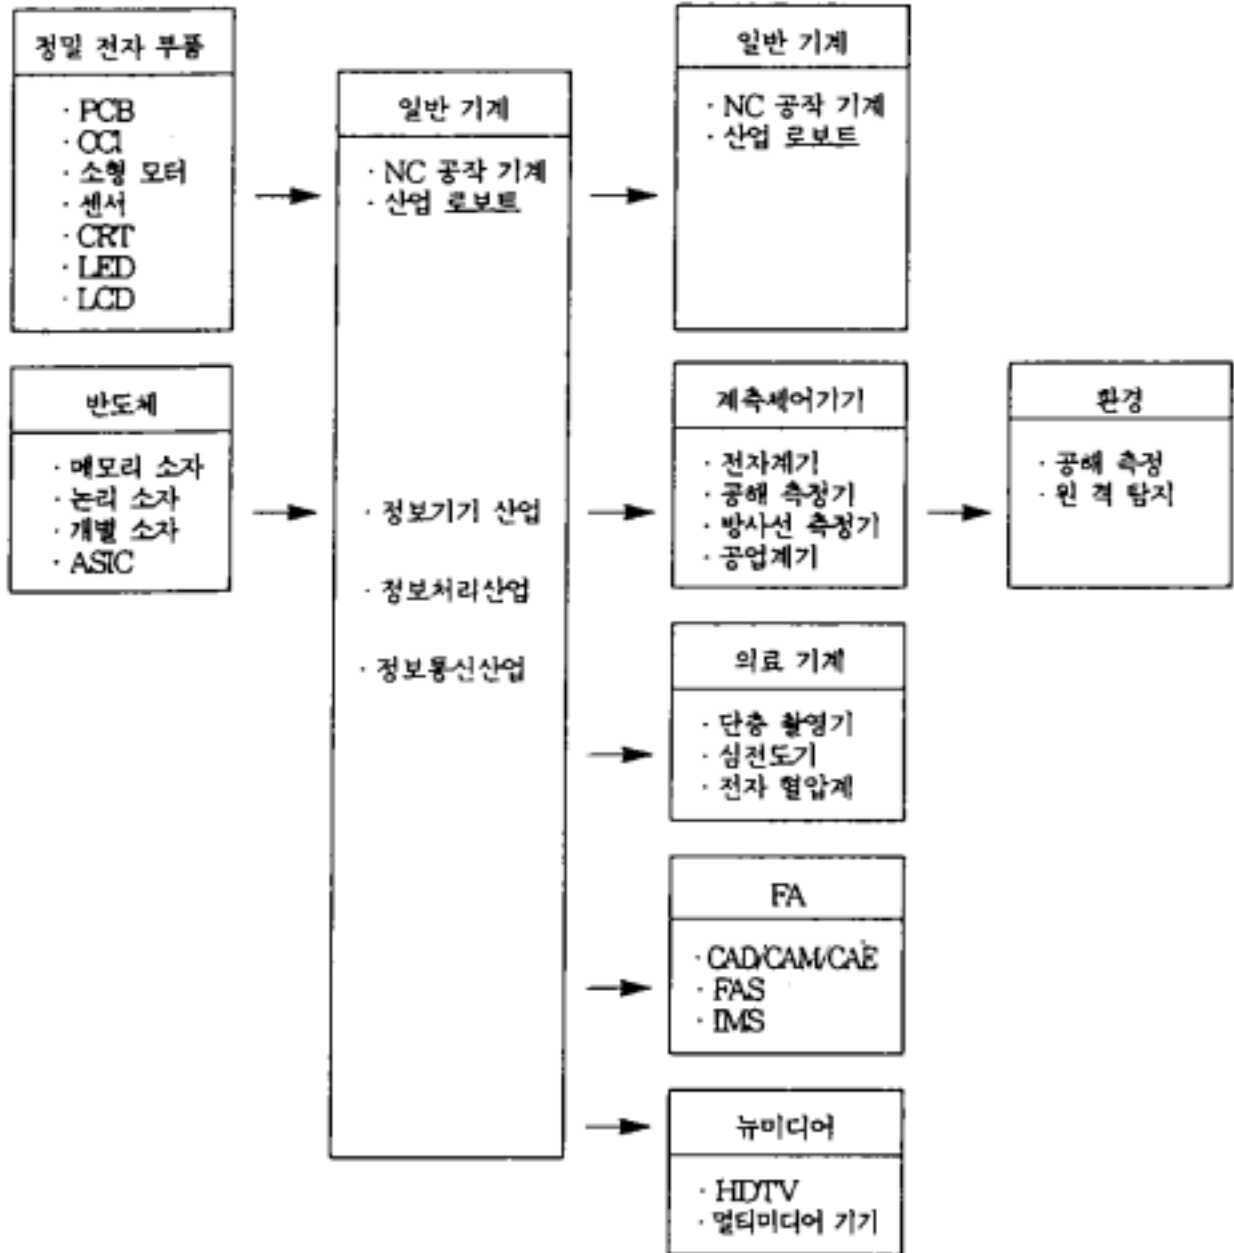 정밀 전자 부품
· PCB
· CCI
· 소형 모터
· 센서
· CRT
· LED
· LCD
반도체
· 메모리 소자
· 논리 소자
· 개별 소자
· ASIC
일반 기계
· NC 공작 기계
· 산업 로보트
· 정보기기 산업
· 정보처리산업
· 정보통신산업
일반 기계
· NC 공작 기계
· 산업 로보트
계측제어기기
· 전자계기
· 공해 측정기
· 방사선 측정기
· 공업계기
환경
· 공해 측정
· 원 격 탐지
의료 기계
· 단층 촬영기
· 심전도기
· 전자 혈압계
FA
· CAD/CAM/CAE
· FAS
· IMS
뉴미디어
· HDTV
· 멀티미디어 기기